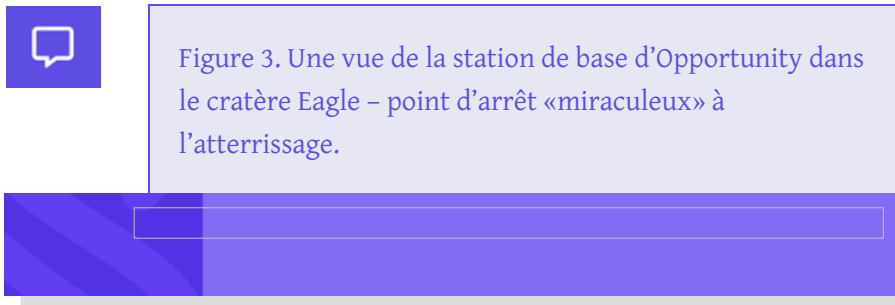 Figure 3. Une vue de la station de base d’Opportunity dans
le cratère Eagle – point d’arrêt «miraculeux» à
l’atterrissage.